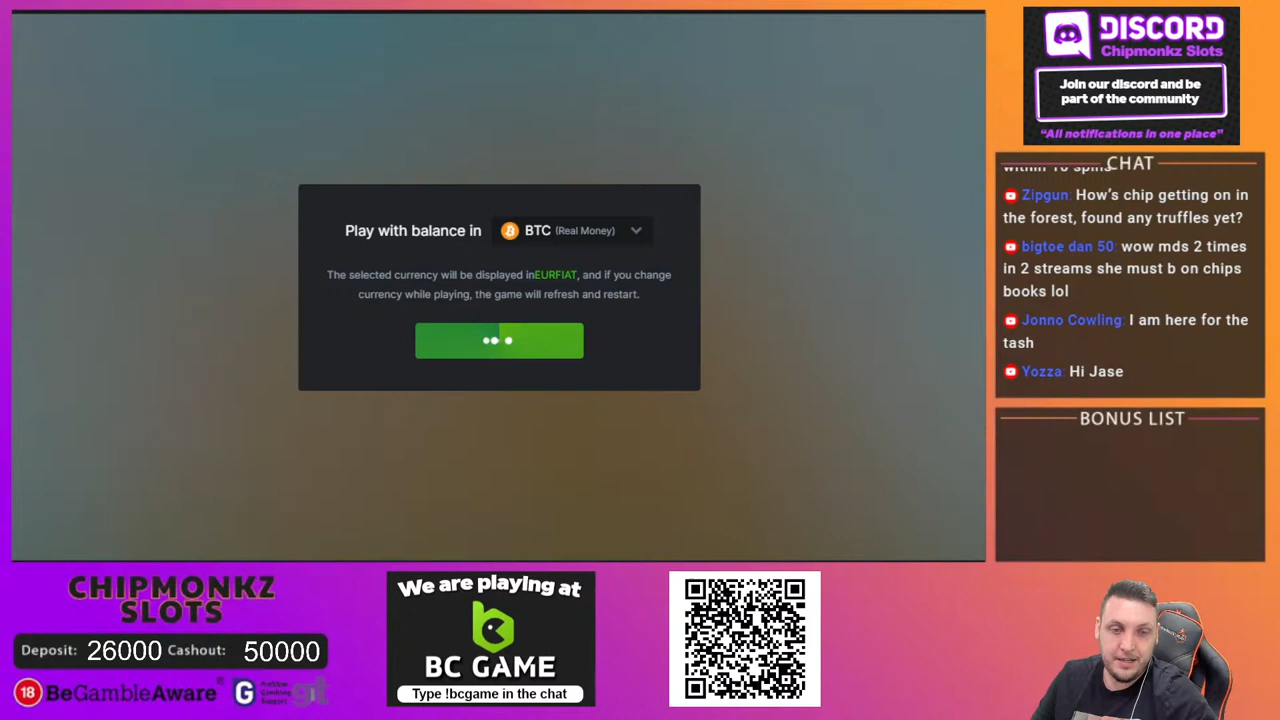 DISCORD
Chipmonkz Slots
Join our discord and be
part of the community
“All notifications in one place”
CHAT
Zipgun: How’s chip getting on in
the forest, found any truffles yet?
bigtoe dan 50: wow mds 2 times
in 2 streams she must b on chips
books lol
Jonno Cowling: I am here for the
tash
Yozza: Hi Jase
BONUS LIST
Play with balance in BTC (Real Money)
The selected currency will be displayed inEURFIAT, and if you change
currency while playing, the game will refresh and restart.
CHIPMONKZ
SLOTS
Deposit: 26000 Cashout: 50000
18 BeGambleAware
We are playing at
BC GAME
Type !bcgame in the chat